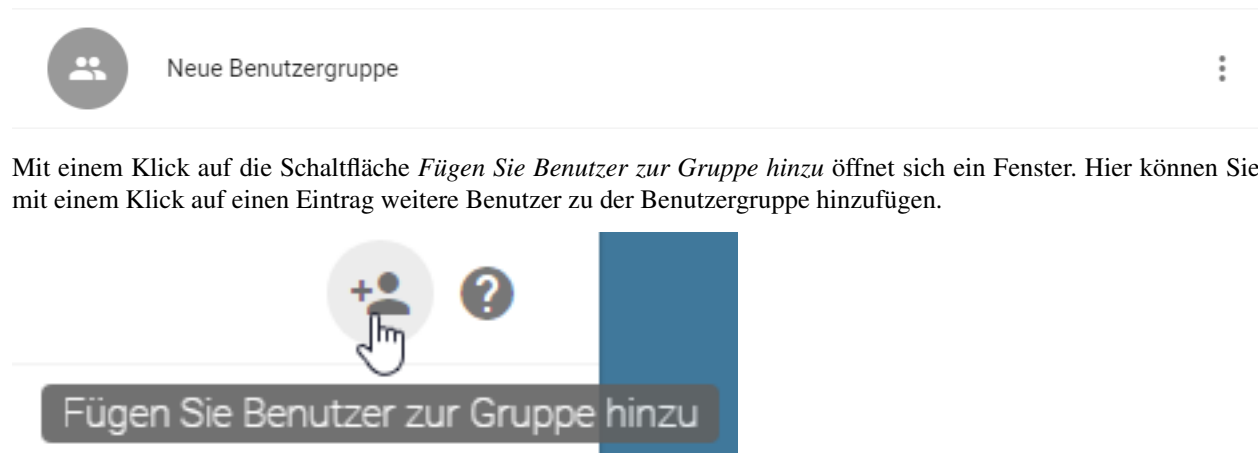 Neue Benutzergruppe
Mit einem Klick auf die Schaltfläche Fügen Sie Benutzer zur Gruppe hinzu öffnet sich ein Fenster. Hier können Sie
mit einem Klick auf einen Eintrag weitere Benutzer zu der Benutzergruppe hinzufügen.
Fügen Sie Benutzer zur Gruppe hinzu